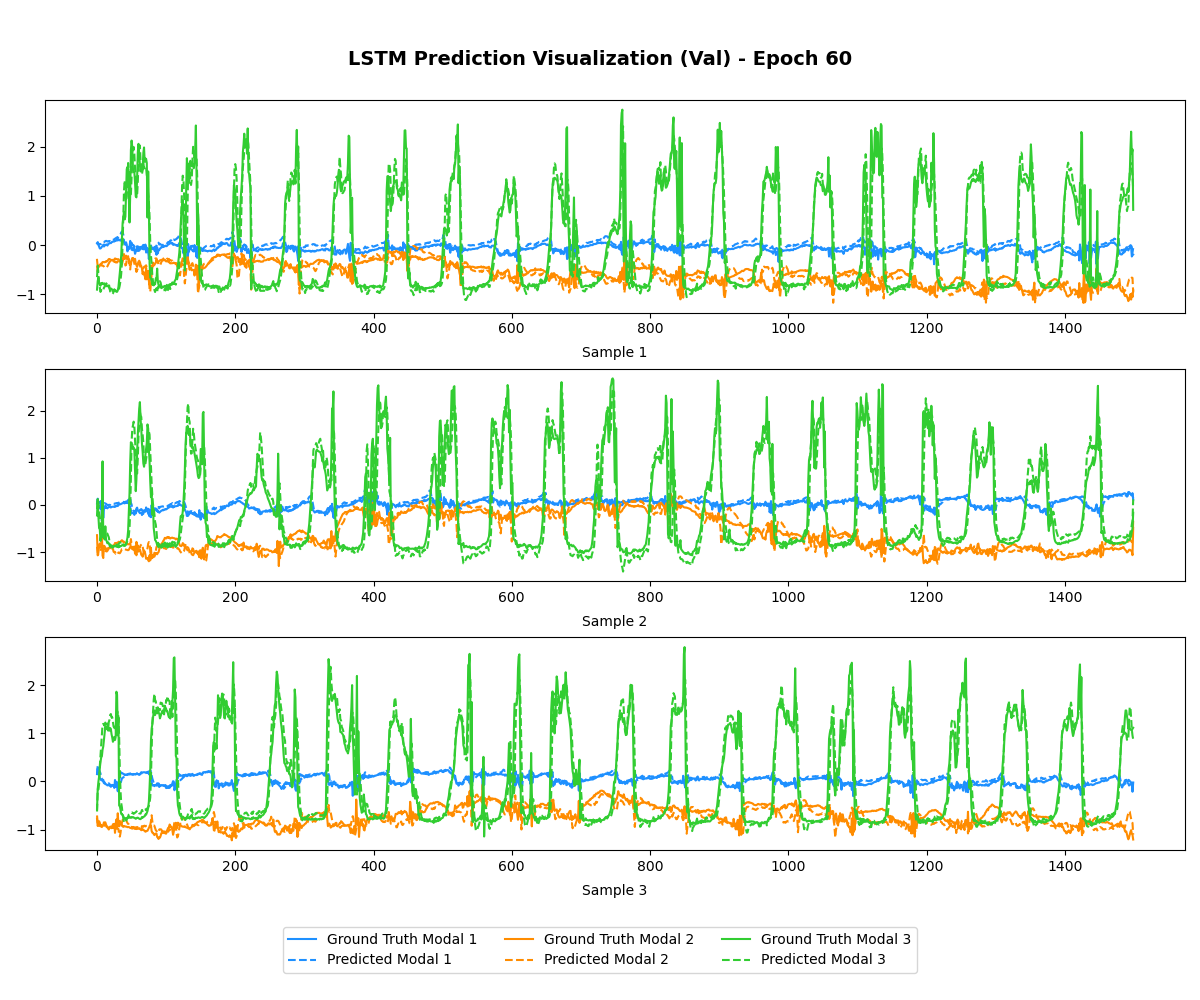 LSTM Prediction Visualization (Val) - Epoch 60
2
1
0
−1
0 200 400 600 800 1000 1200 1400
Sample 1
2
1
0
−1
0 200 400 600 800 1000 1200 1400
Sample 2
2
1
0
−1
0 200 400 600 800 1000 1200 1400
Sample 3
Ground Truth Modal 1 Ground Truth Modal 2 Ground Truth Modal 3
Predicted Modal 1 Predicted Modal 2 Predicted Modal 3